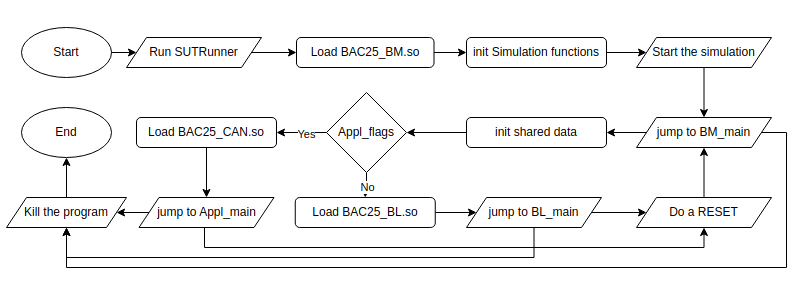 Start
Run SUTRunner
Load BAC25_BM.so
init Simulation functions
Start the simulation
End
Load BAC25_CAN.so
Yes
Appl_flags
init shared data
jump to BM_main
No
Kill the program
jump to Appl_main
Load BAC25_BL.so
jump to BL_main
Do a RESET